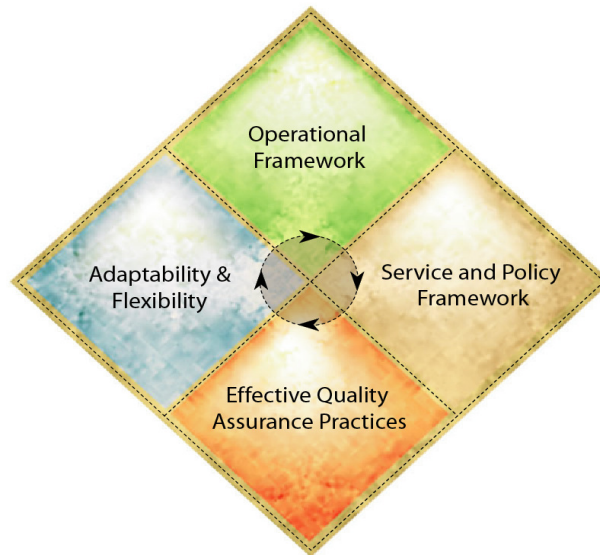 Operational
Framework
Adaptability &
Flexibility
Service and Policy
Framework
Effective Quality
Assurance Practices